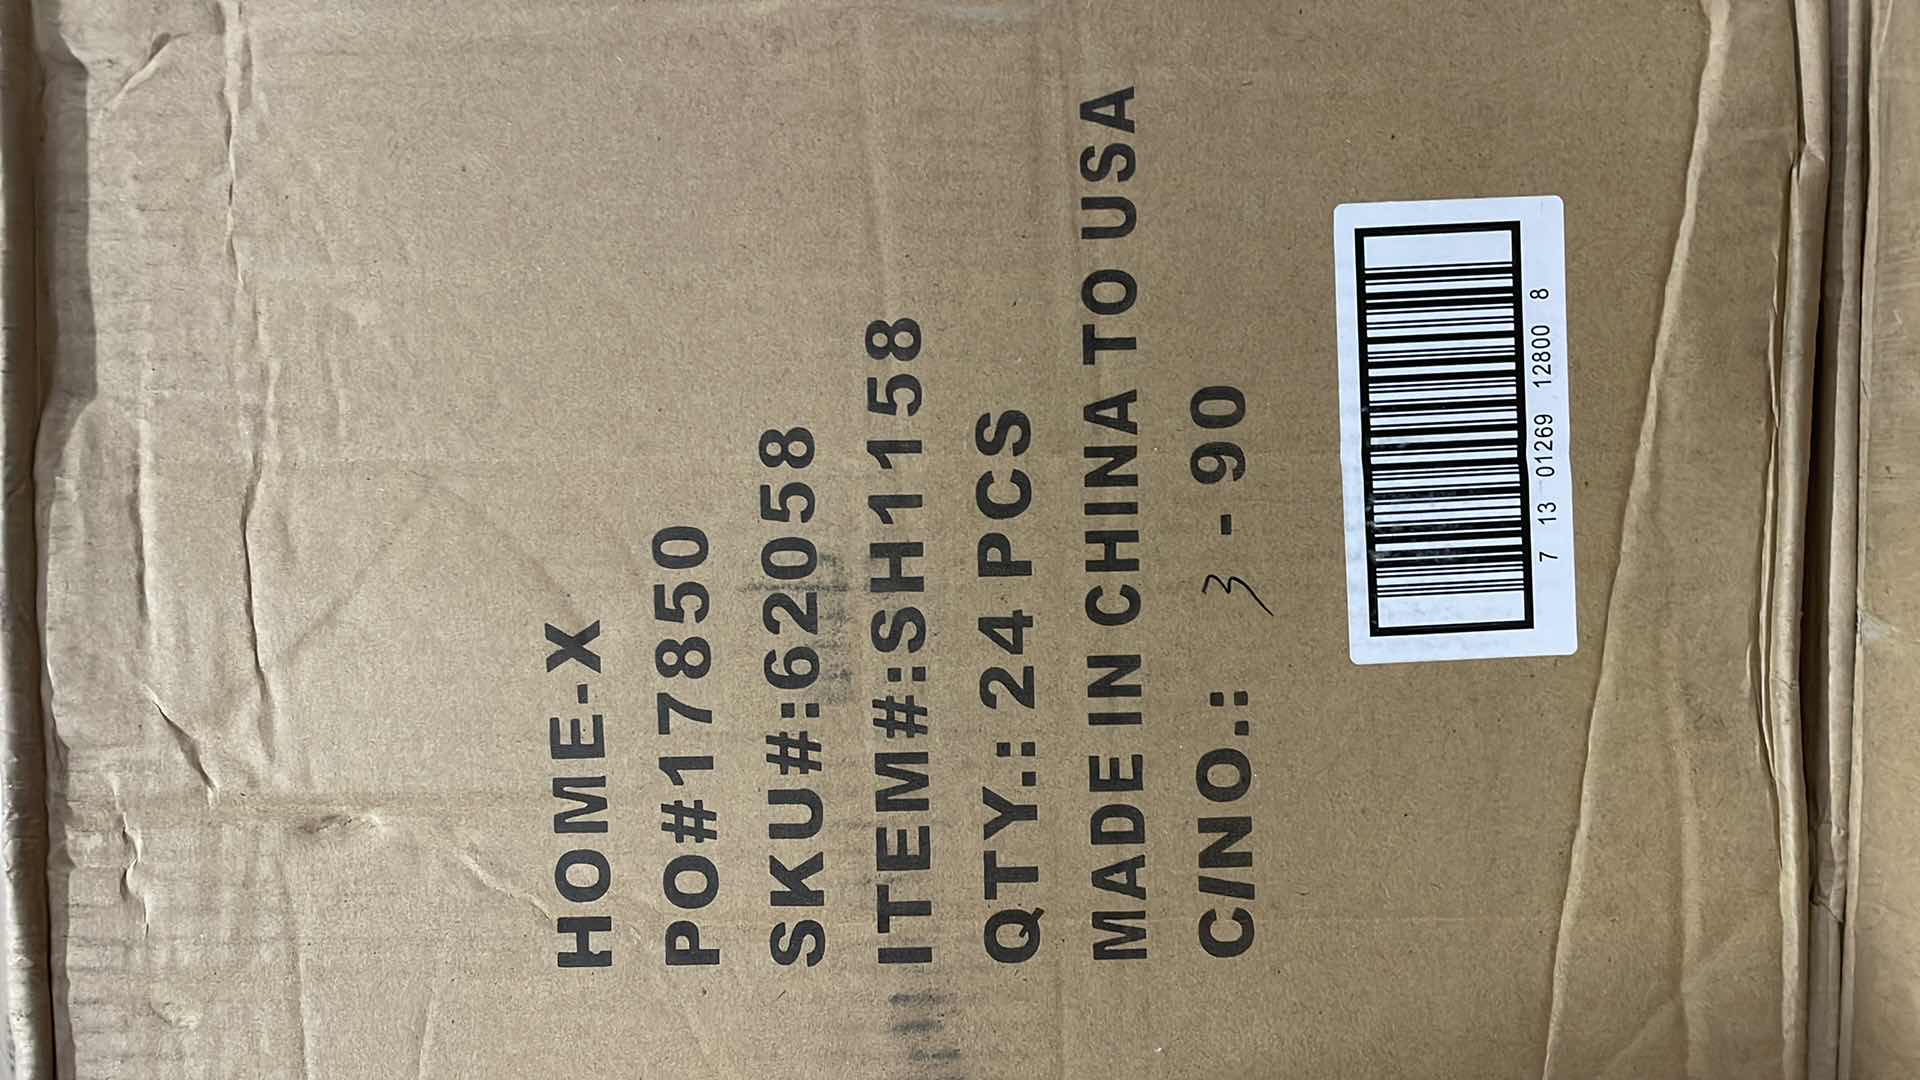 HOME-X
PO#17850
SKU#:62058
ITEM#:SH1158
QTY.: 24 PCS
MADE IN CHINA TO USA
C/NO.: 3 - 90
7 13 01269 12800 8